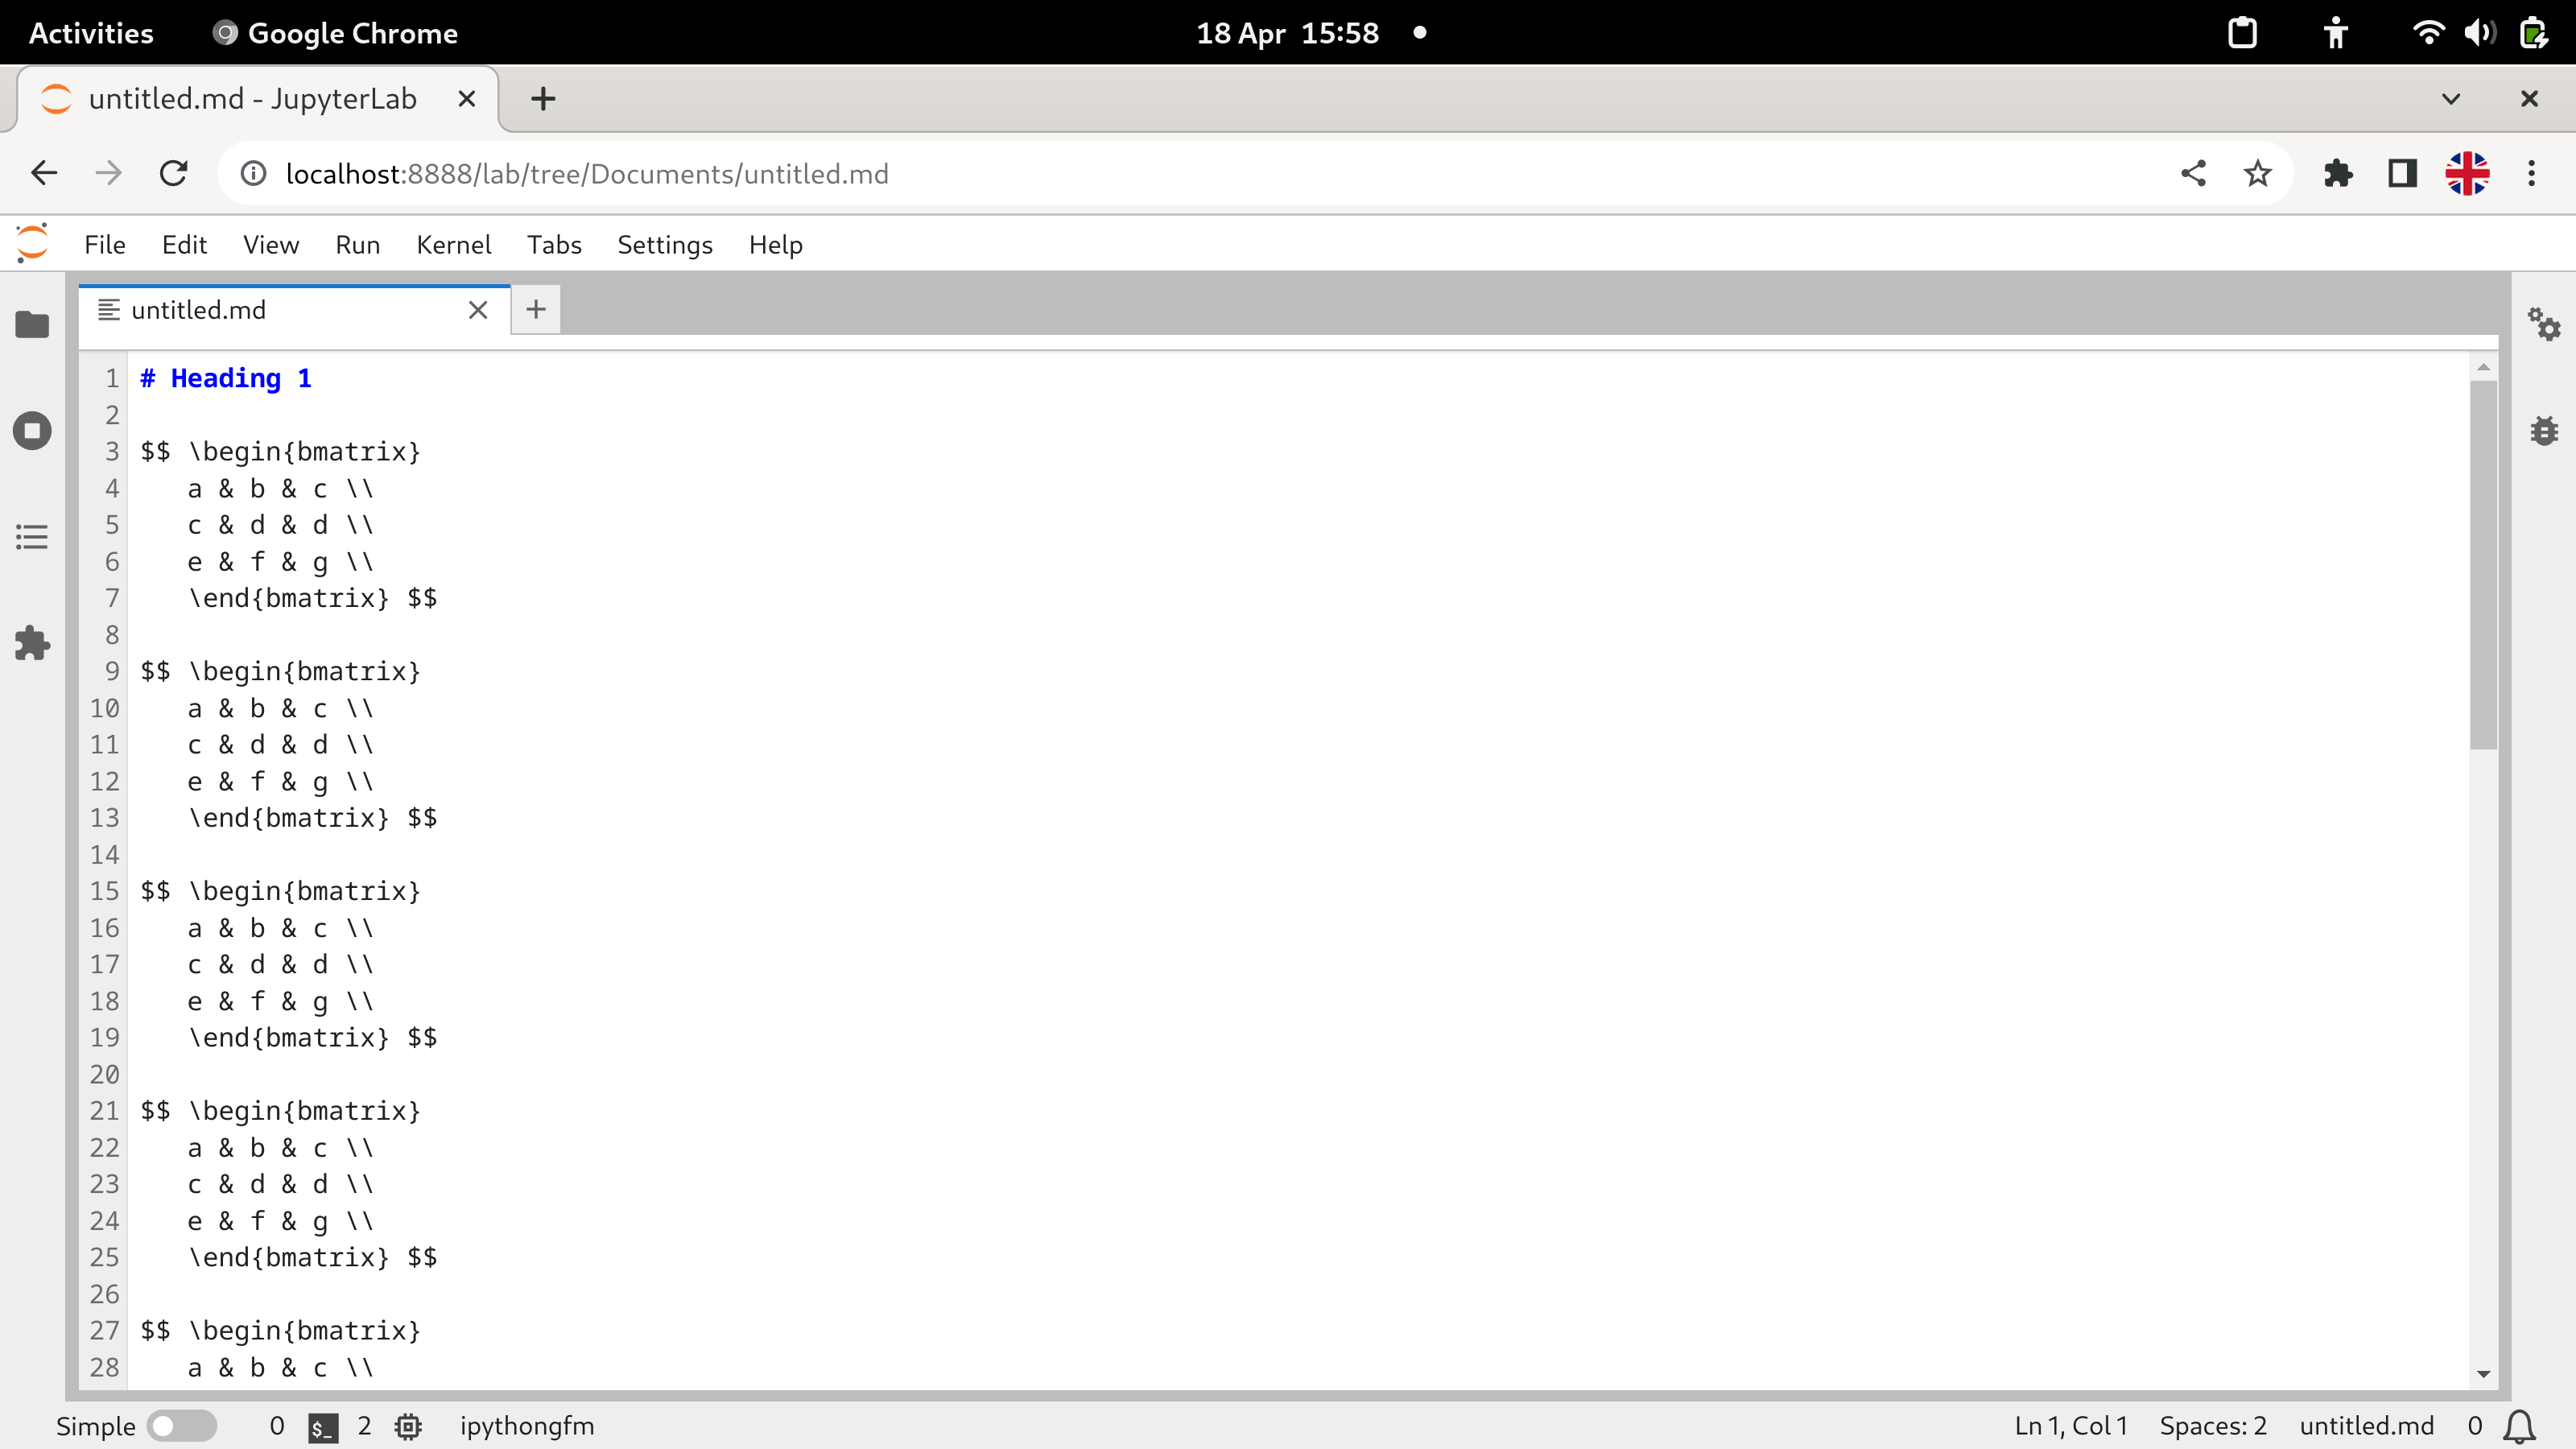 Activities Google Chrome 18 Apr 15:58
untitled.md - JupyterLab
localhost:8888/lab/tree/Documents/untitled.md
File Edit View Run Kernel Tabs Settings Help
untitled.md
1 # Heading 1
2
3 $$ \begin{bmatrix}
4    a & b & c \\
5    c & d & d \\
6    e & f & g \\
7    \end{bmatrix} $$
8
9 $$ \begin{bmatrix}
10    a & b & c \\
11    c & d & d \\
12    e & f & g \\
13    \end{bmatrix} $$
14
15 $$ \begin{bmatrix}
16    a & b & c \\
17    c & d & d \\
18    e & f & g \\
19    \end{bmatrix} $$
20
21 $$ \begin{bmatrix}
22    a & b & c \\
23    c & d & d \\
24    e & f & g \\
25    \end{bmatrix} $$
26
27 $$ \begin{bmatrix}
28    a & b & c \\
Simple 0 $_ 2 ipythongfm Ln 1, Col 1 Spaces: 2 untitled.md 0